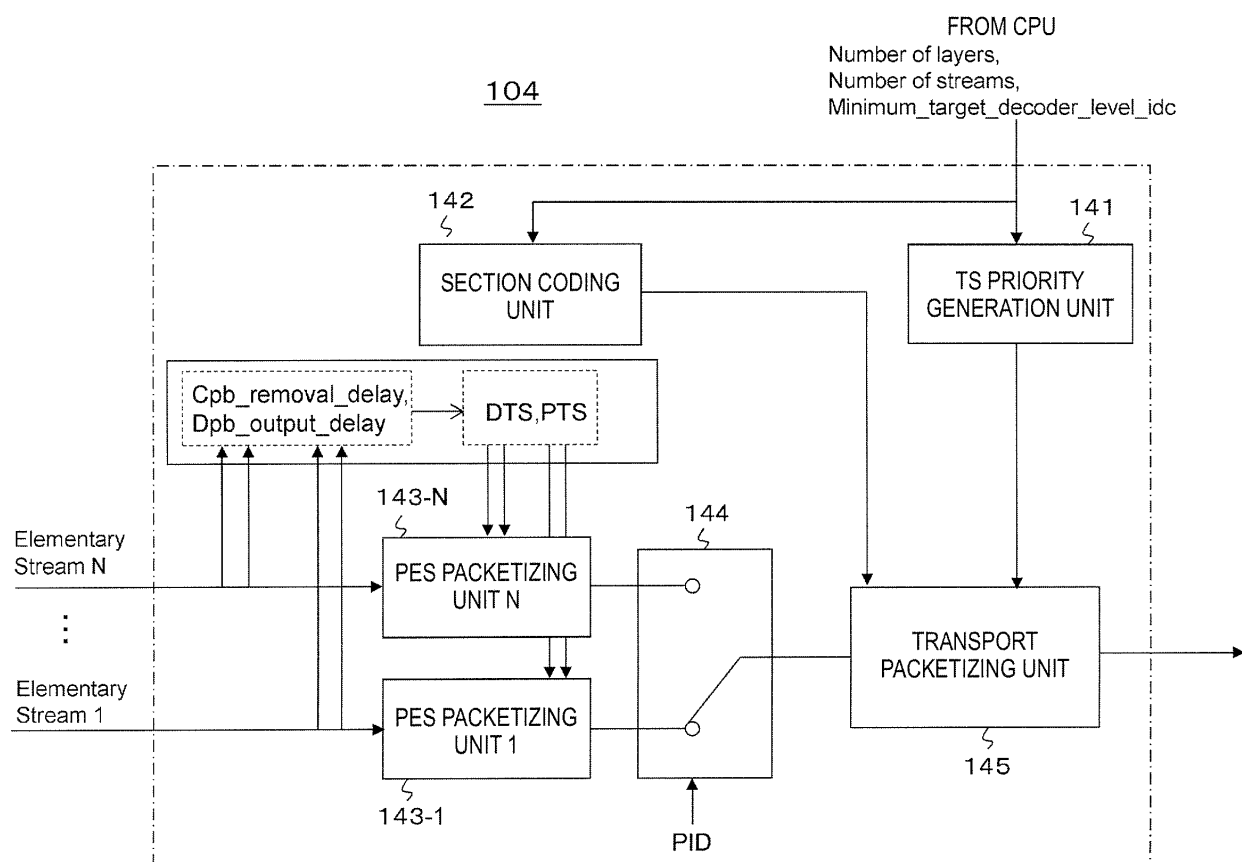 FROM CPU
Number of layers,
Number of streams,
Minimum_target_decoder_level_idc
104
142
141
SECTION CODING
UNIT
TS PRIORITY
GENERATION UNIT
Cpb_removal_delay,
Dpb_output_delay
DTS,PTS
143-N
144
Elementary
Stream N
PES PACKETIZING
UNIT N
TRANSPORT
PACKETIZING UNIT
Elementary
Stream 1
PES PACKETIZING
UNIT 1
145
143-1
PID